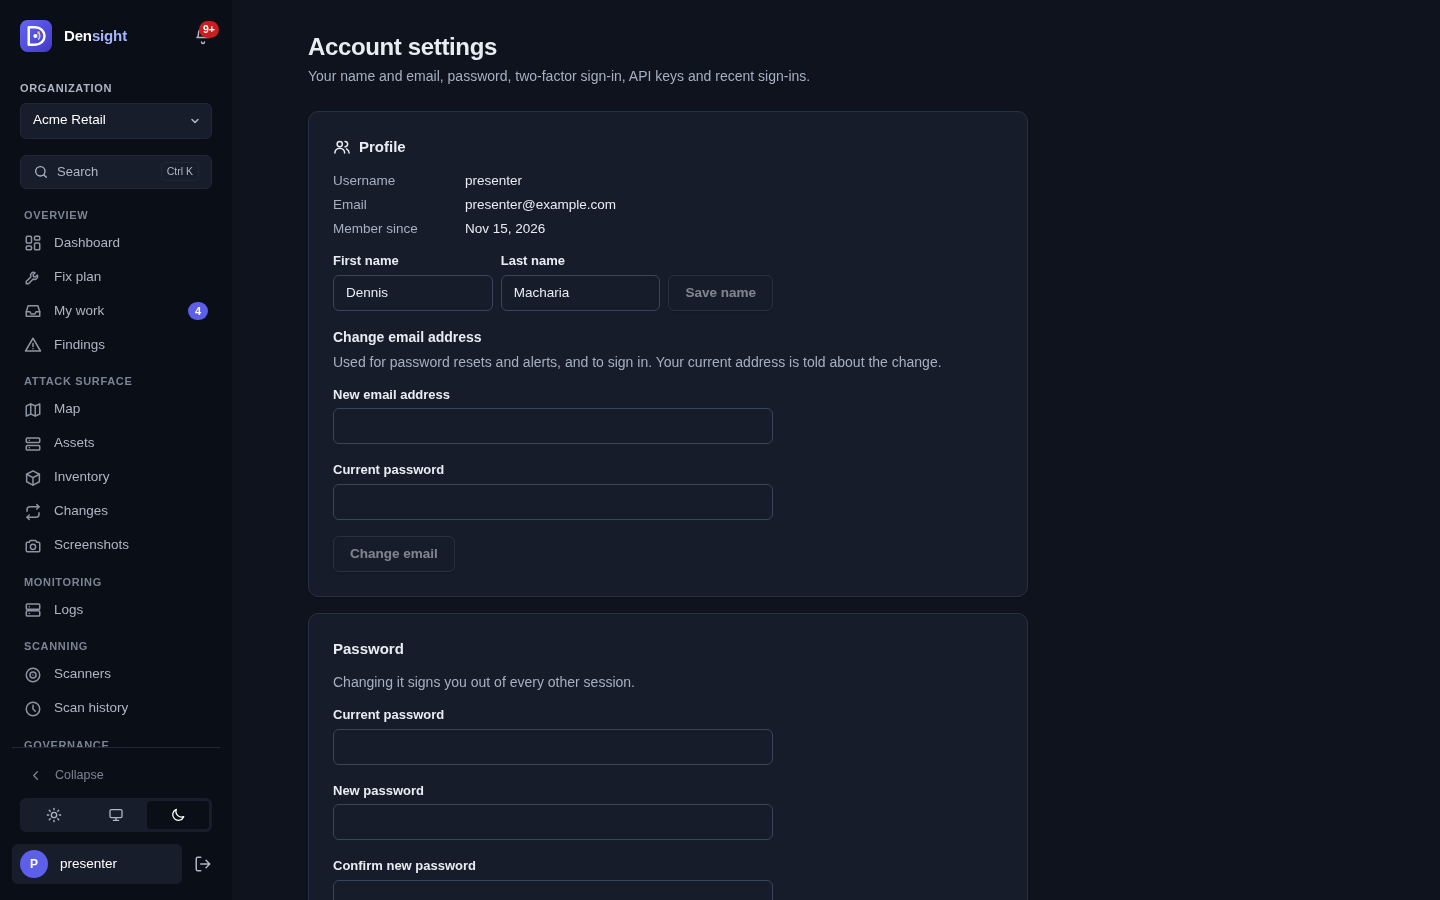 Densight
9+
ORGANIZATION
Acme Retail
Search
Ctrl K
OVERVIEW
Dashboard
Fix plan
My work
4
Findings
ATTACK SURFACE
Map
Assets
Inventory
Changes
Screenshots
MONITORING
Logs
SCANNING
Scanners
Scan history
GOVERNANCE
Collapse
P
presenter
Account settings
Your name and email, password, two-factor sign-in, API keys and recent sign-ins.
Profile
Username presenter
Email presenter@example.com
Member since Nov 15, 2026
First name Last name
Dennis Macharia Save name
Change email address
Used for password resets and alerts, and to sign in. Your current address is told about the change.
New email address
Current password
Change email
Password
Changing it signs you out of every other session.
Current password
New password
Confirm new password